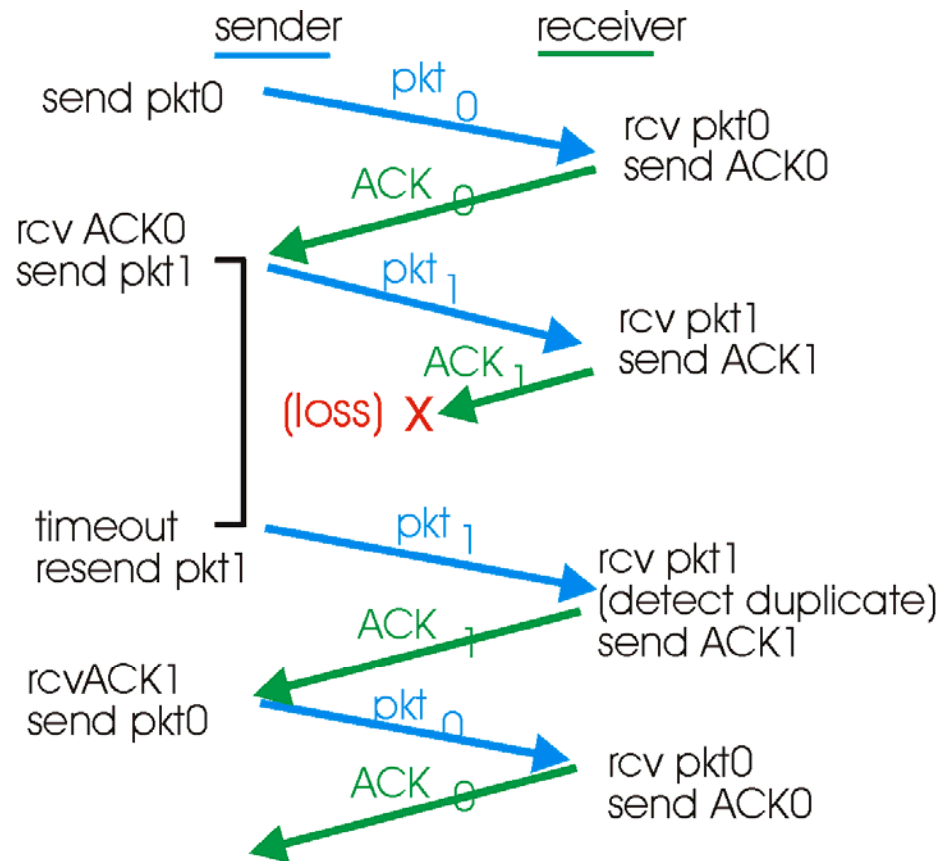 sender
receiver
send pkt0
pkt 0
rcv pkt0
send ACK0
ACK 0
rcv ACK0
send pkt1
pkt 1
rcv pkt1
send ACK1
ACK 1
(loss) X
timeout
resend pkt1
pkt 1
rcv pkt1
(detect duplicate)
send ACK1
ACK 1
rcvACK1
send pkt0
pkt 0
rcv pkt0
send ACK0
ACK 0